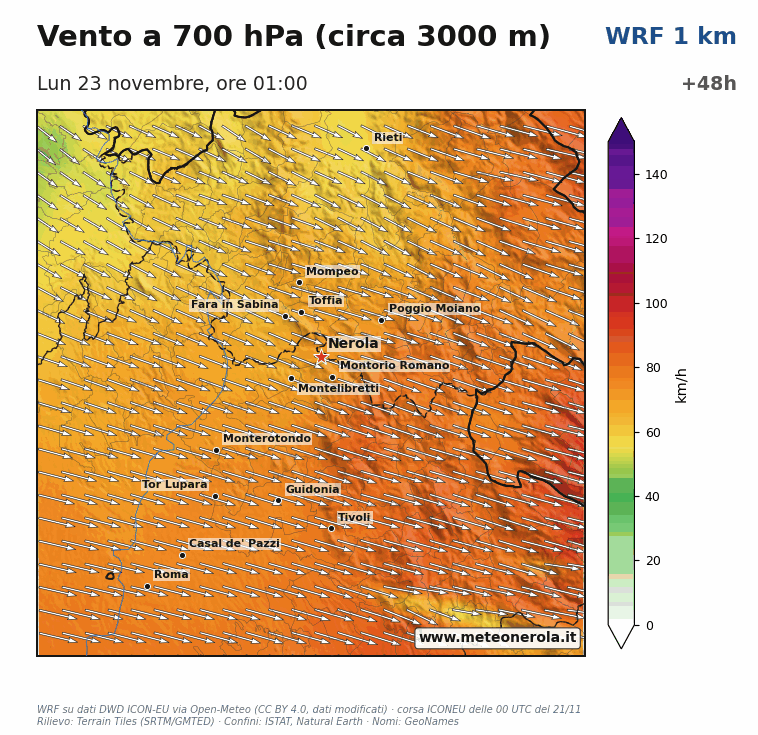 Vento a 700 hPa (circa 3000 m)
WRF 1 km
Lun 23 novembre, ore 01:00
+48h
Rieti
Mompeo
Fara in Sabina
Toffia
Poggio Moiano
Nerola
Montorio Romano
Montelibretti
Monterotondo
Tor Lupara
Guidonia
Tivoli
Casal de' Pazzi
Roma
www.meteonerola.it
140
120
100
80
60
40
20
0
km/h
WRF su dati DWD ICON-EU via Open-Meteo (CC BY 4.0, dati modificati) · corsa ICONEU delle 00 UTC del 21/11
Rilievo: Terrain Tiles (SRTM/GMTED) · Confini: ISTAT, Natural Earth · Nomi: GeoNames